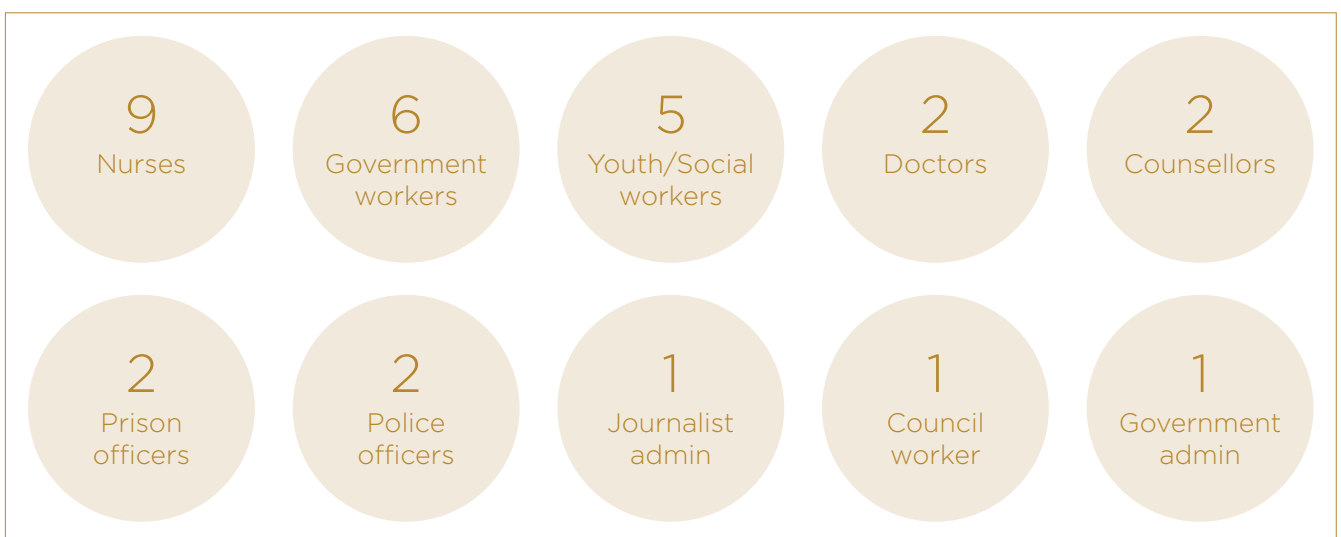 9
Nurses
6
Government
workers
5
Youth/Social
workers
2
Doctors
2
Counsellors
2
Prison
officers
2
Police
officers
1
Journalist
admin
1
Council
worker
1
Government
admin